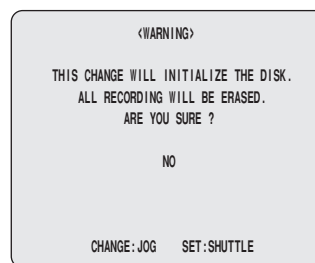 <WARNING>
THIS CHANGE WILL INITIALIZE THE DISK.
ALL RECORDING WILL BE ERASED.
ARE YOU SURE ?
NO
CHANGE:JOG SET:SHUTTLE